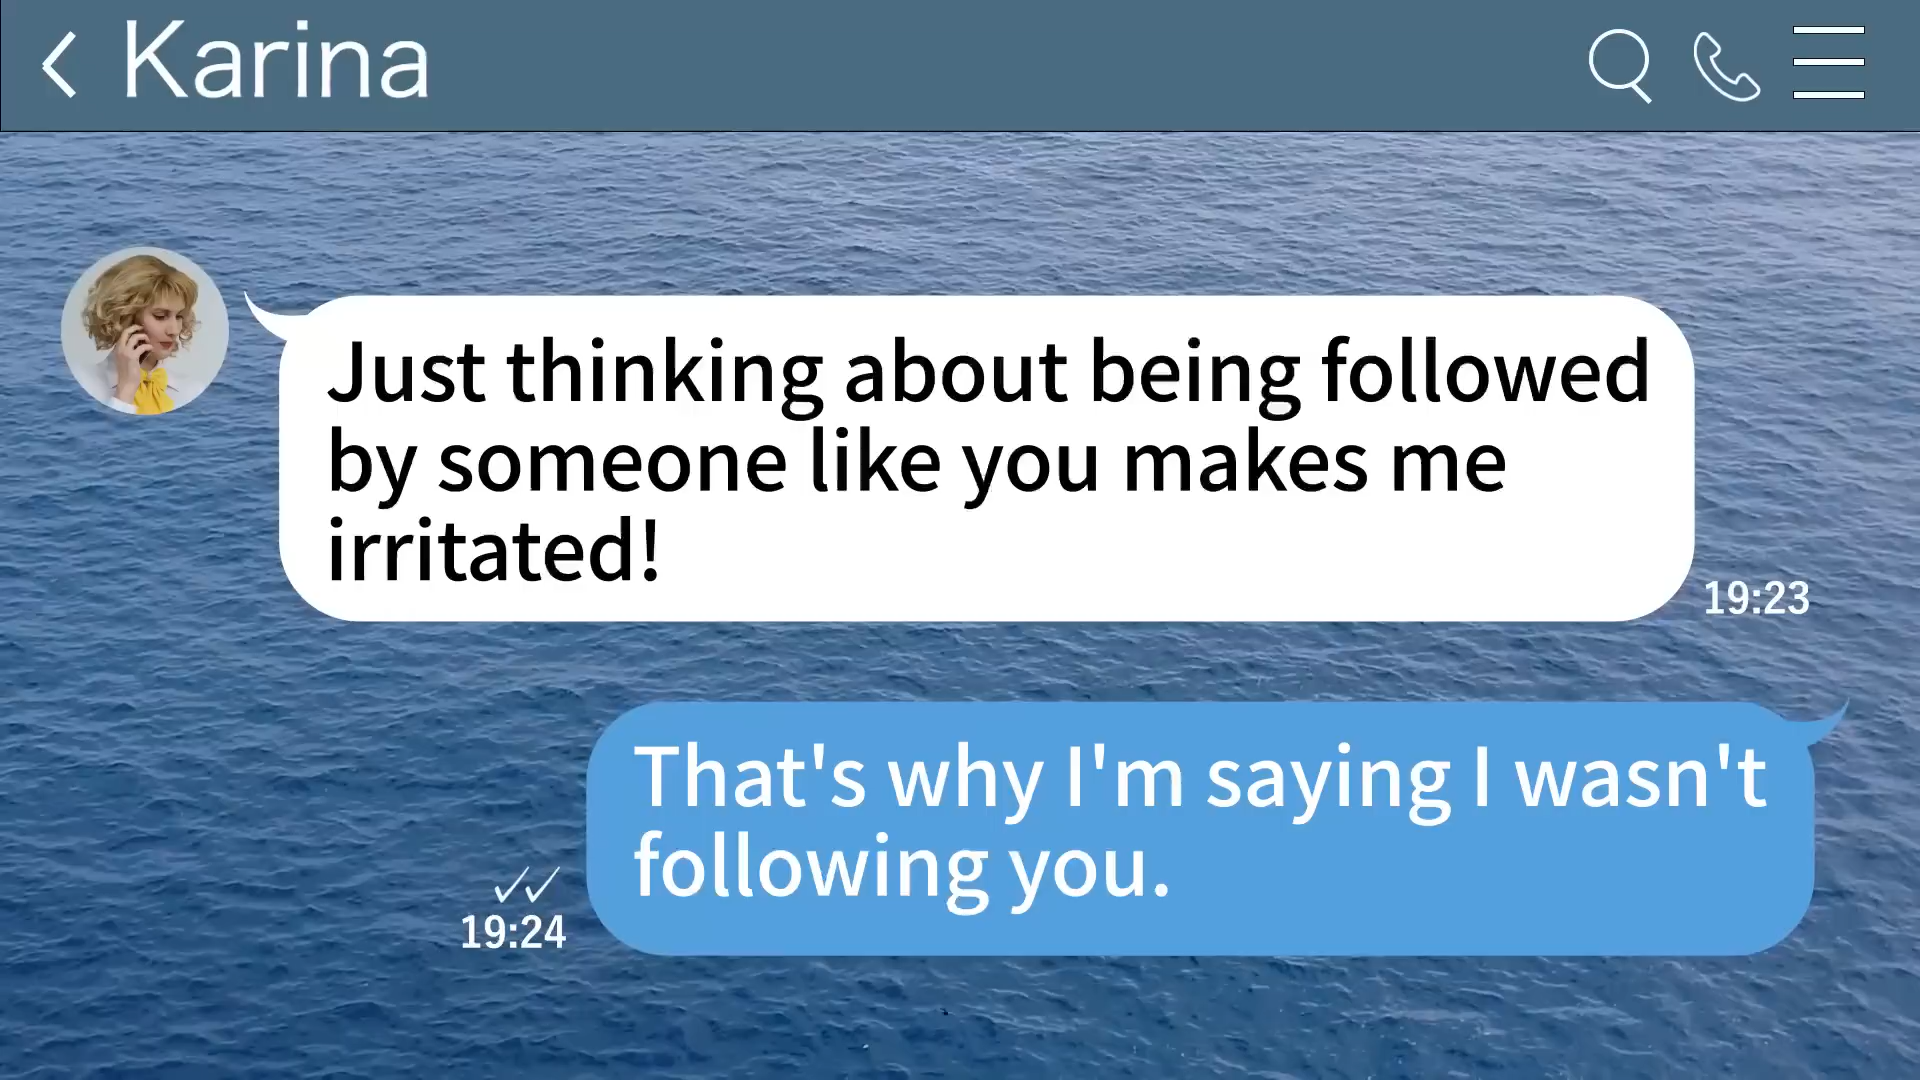 Karina
Just thinking about being followed
by someone like you makes me
irritated!
19:23
That's why I'm saying I wasn't
following you.
19:24